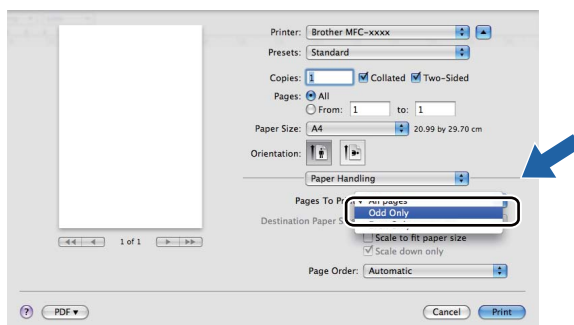 Printer: Brother MFC-xxxx
Presets: Standard
Copies: 1 Collated Two-Sided
Pages: All
From: 1 to: 1
Paper Size: A4 20.99 by 29.70 cm
Orientation:
Paper Handling
Pages To All pages
Odd Only
Destination Paper
Scale to fit paper size
Scale down only
1 of 1
Page Order: Automatic
? PDF Cancel Print